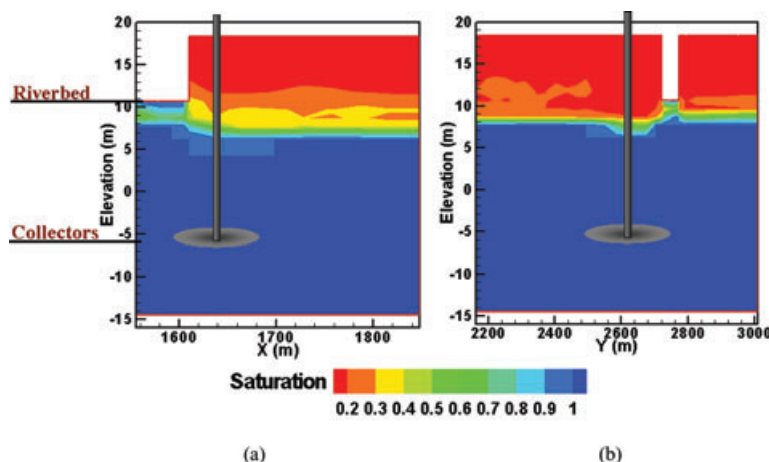 Riverbed
Collectors
Elevation (m)
20
15
10
5
0
-5
-10
-15
1600
1700
1800
X (m)
Elevation (m)
20
15
10
5
0
-5
-10
-15
2200
2400
2600
2800
3000
Y (m)
Saturation
0.2 0.3 0.4 0.5 0.6 0.7 0.8 0.9 1
(a)
(b)